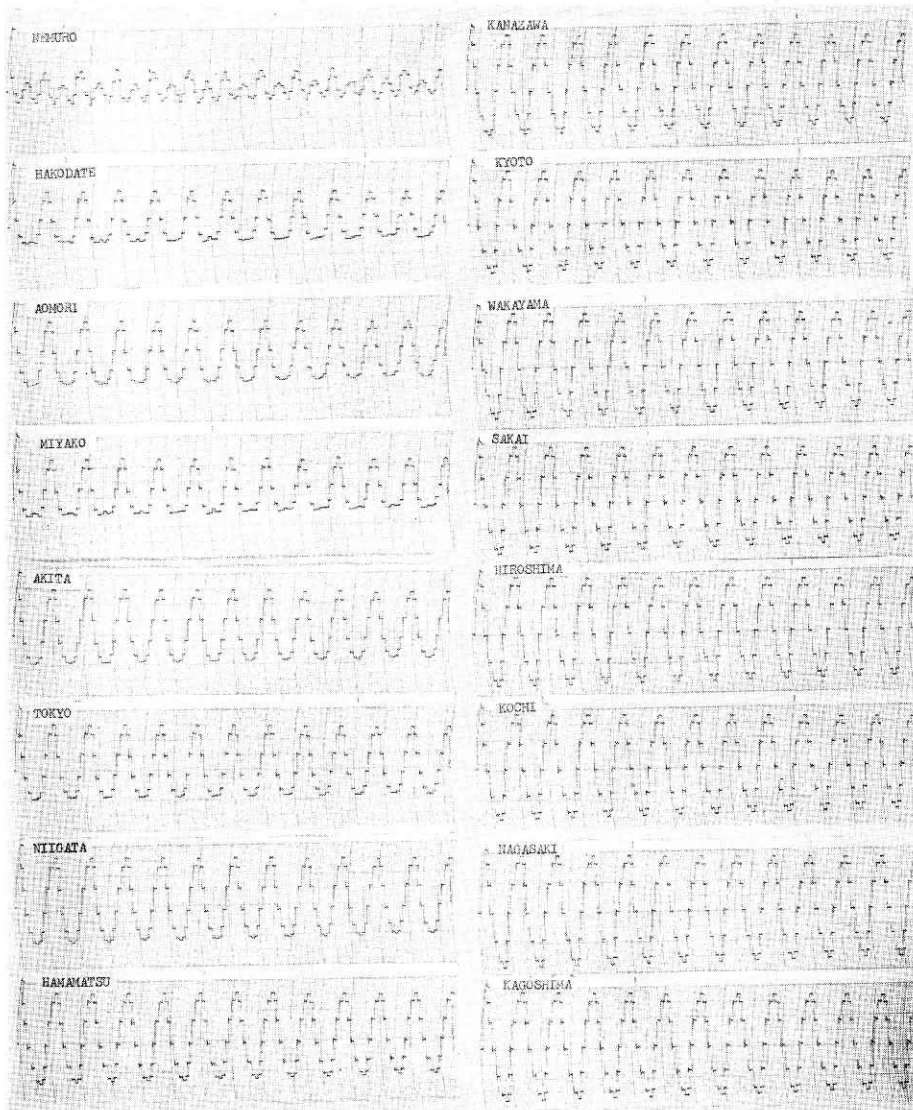 NEMURO
HAKODATE
AOMORI
MIYAKO
AKITA
TOKYO
NIIGATA
HAMAMATSU
KANAZAWA
KYOTO
WAKAYAMA
SAKAI
HIROSHIMA
KOCHI
NAGASAKI
KAGOSHIMA